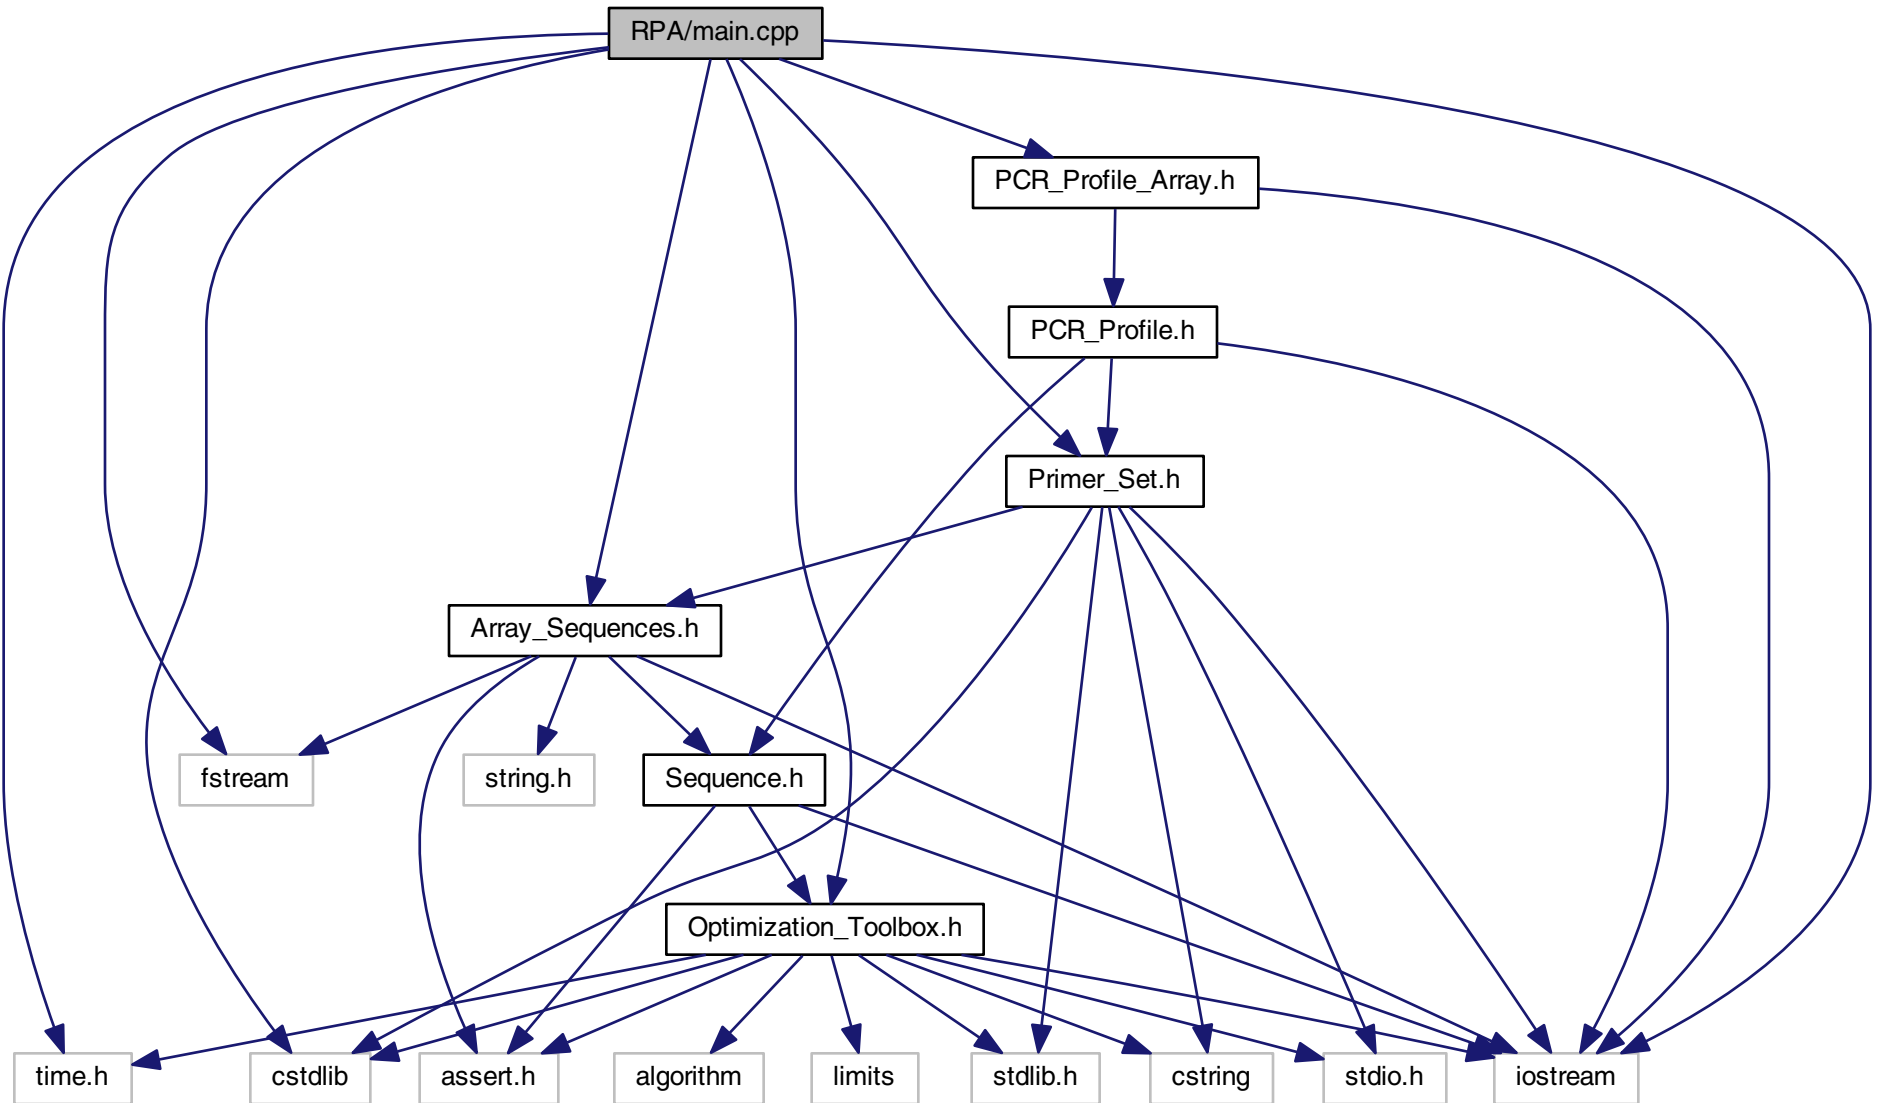 RPA/main.cpp
PCR_Profile_Array.h
PCR_Profile.h
Primer_Set.h
Array_Sequences.h
fstream
string.h
Sequence.h
Optimization_Toolbox.h
time.h
cstdlib
assert.h
algorithm
limits
stdlib.h
cstring
stdio.h
iostream